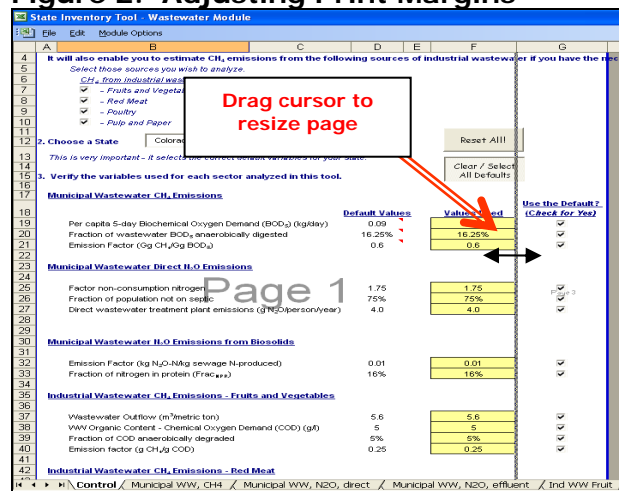 Figure 2. Adjusting Print Margins
State Inventory Tool - Wastewater Module
File Edit Module Options
A B C D E F G
4 It will also enable you to estimate CH₄ emissions from the following sources of industrial wastewater if you have the nec
5 Select those sources you wish to analyze.
6 CH₄ from industrial was
7 - Fruits and Vegetab
8 - Red Meat
9 - Poultry
10 - Pulp and Paper
Drag cursor to
resize page
11
12 2. Choose a State Colora Reset All!
13 This is very important - it selects the correct default variables for your state.
14 Clear / Select
15 3. Verify the variables used for each sector analyzed in this tool. All Defaults
16
17 Municipal Wastewater CH₄ Emissions
Use the Default?
18 Default Values Values Used (Check for Yes)
19 Per capita 5-day Biochemical Oxygen Demand (BOD₅) (kg/day) 0.09
20 Fraction of wastewater BOD₅ anaerobically digested 16.25% 16.25%
21 Emission Factor (Gg CH₄/Gg BOD₅) 0.6 0.6
22
23 Municipal Wastewater Direct N₂O Emissions
24
25 Factor non-consumption nitrogen 1.75 1.75
26 Fraction of population not on septic 75% 75%
27 Direct wastewater treatment plant emissions (g N₂O/person/year) 4.0 4.0
Page 1
28
29
30 Municipal Wastewater N₂O Emissions from Biosolids
31
32 Emission Factor (kg N₂O-N/kg sewage N-produced) 0.01 0.01
33 Fraction of nitrogen in protein (Frac NPR) 16% 16%
34
35 Industrial Wastewater CH₄ Emissions - Fruits and Vegetables
36
37 Wastewater Outflow (m³/metric ton) 5.6 5.6
38 WW Organic Content - Chemical Oxygen Demand (COD) (g/l) 5 5
39 Fraction of COD anaerobically degraded 5% 5%
40 Emission factor (g CH₄/g COD) 0.25 0.25
41
42 Industrial Wastewater CH₄ Emissions - Red Meat
Control Municipal WW, CH4 Municipal WW, N2O, direct Municipal WW, N2O, effluent Ind WW Fruit